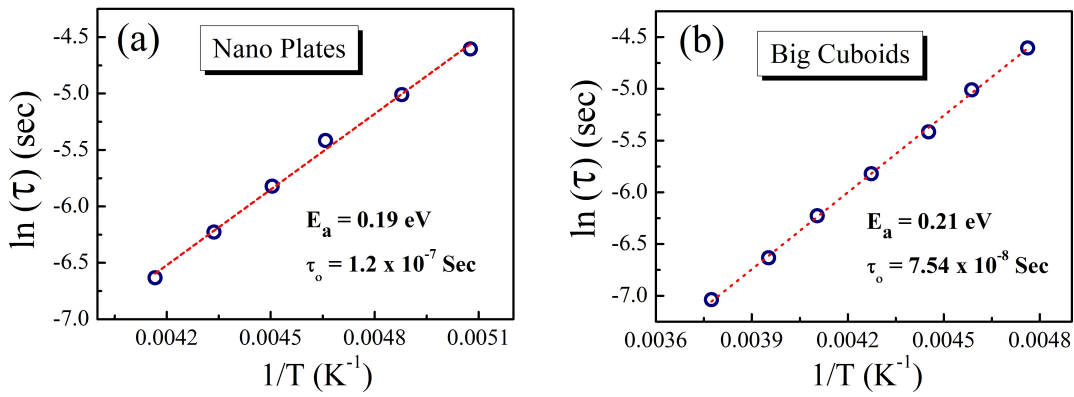 (a)
Nano Plates
ln (τ) (sec)
-4.5
-5.0
-5.5
-6.0
-6.5
-7.0
E_a = 0.19 eV
τ_o = 1.2 x 10^-7 Sec
0.0042 0.0045 0.0048 0.0051
1/T (K^-1)
(b)
Big Cuboids
ln (τ) (sec)
-4.5
-5.0
-5.5
-6.0
-6.5
-7.0
E_a = 0.21 eV
τ_o = 7.54 x 10^-8 Sec
0.0036 0.0039 0.0042 0.0045 0.0048
1/T (K^-1)